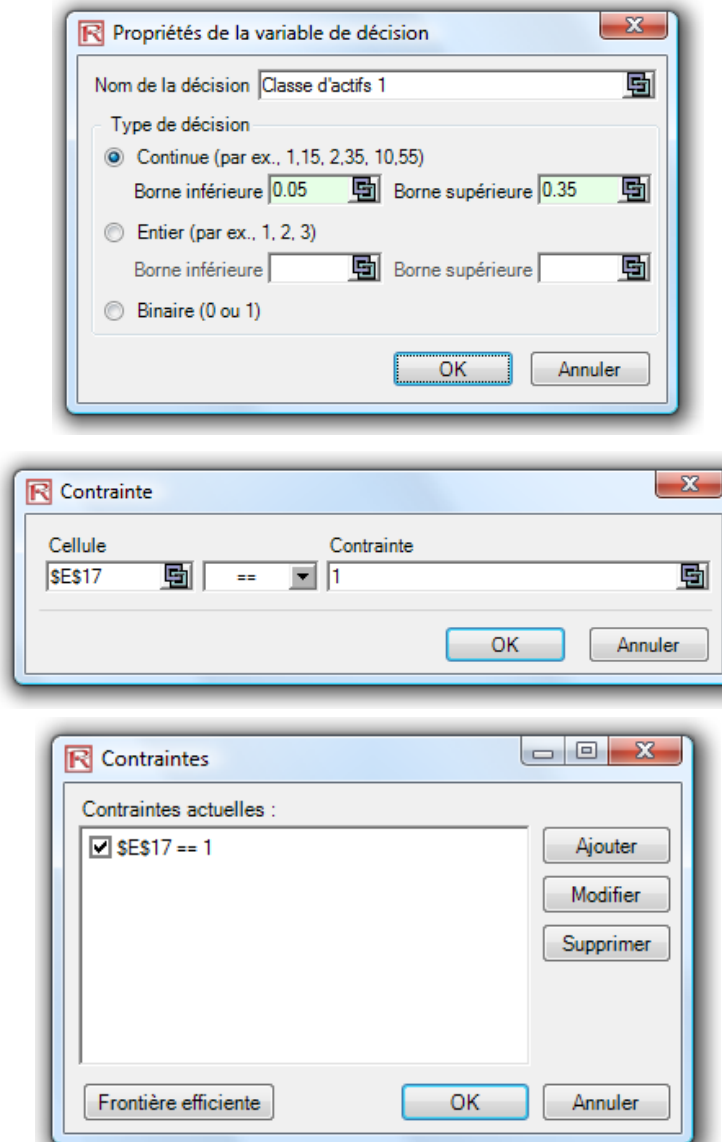 Propriétés de la variable de décision
Nom de la décision Classe d'actifs 1
Type de décision
Continue (par ex., 1,15, 2,35, 10,55)
Borne inférieure 0.05 Borne supérieure 0.35
Entier (par ex., 1, 2, 3)
Borne inférieure Borne supérieure
Binaire (0 ou 1)
OK Annuler
Contrainte
Cellule Contrainte
$E$17 == 1
OK Annuler
Contraintes
Contraintes actuelles :
$E$17 == 1
Ajouter
Modifier
Supprimer
Frontière efficiente OK Annuler